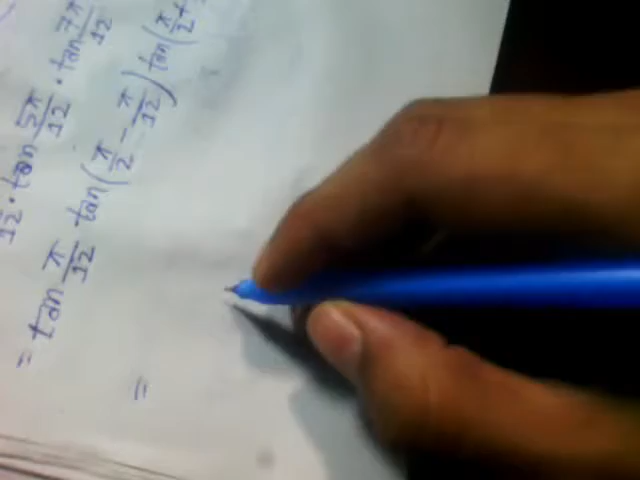 12 · tan 5π/12 · tan 7π/12
= tan π/12 tan(π/2 - π/12) tan(π/2 +
=